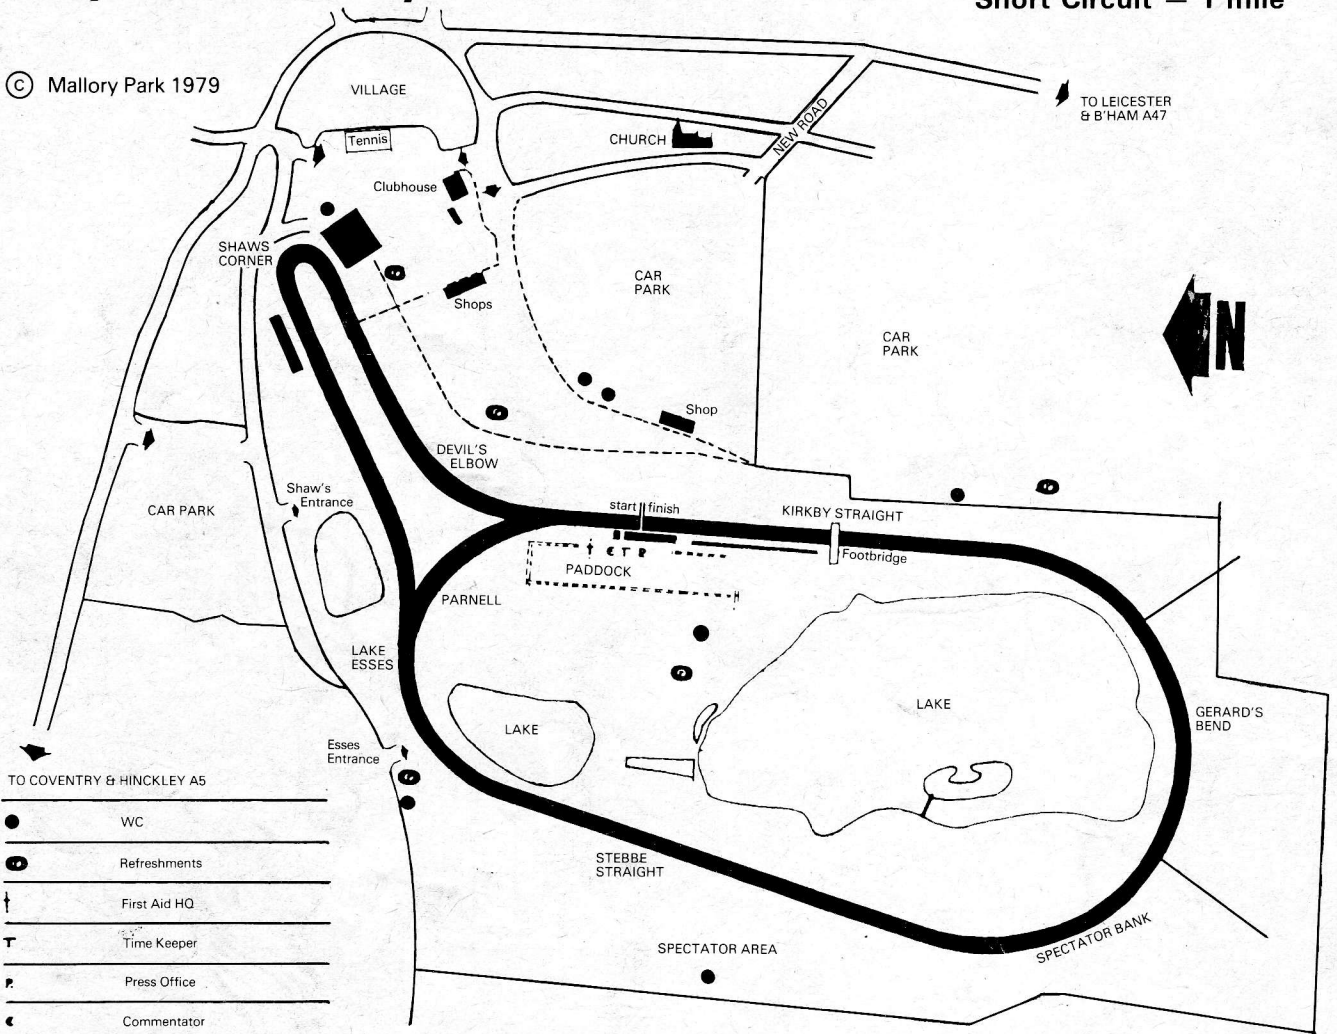 Short Circuit — 1 mile
© Mallory Park 1979
VILLAGE
Tennis
TO LEICESTER
& B'HAM A47
NEW ROAD
CHURCH
Clubhouse
SHAWS
CORNER
CAR
PARK
Shops
N
CAR
PARK
Shop
DEVIL'S
ELBOW
Shaw's
Entrance
CAR PARK
start finish
KIRKBY STRAIGHT
Footbridge
PADDOCK
PARNELL
LAKE
ESSES
LAKE
LAKE
GERARD'S
BEND
Esses
Entrance
TO COVENTRY & HINCKLEY A5
WC
Refreshments
First Aid HQ
T Time Keeper
P. Press Office
C Commentator
STEBBE
STRAIGHT
SPECTATOR AREA
SPECTATOR BANK